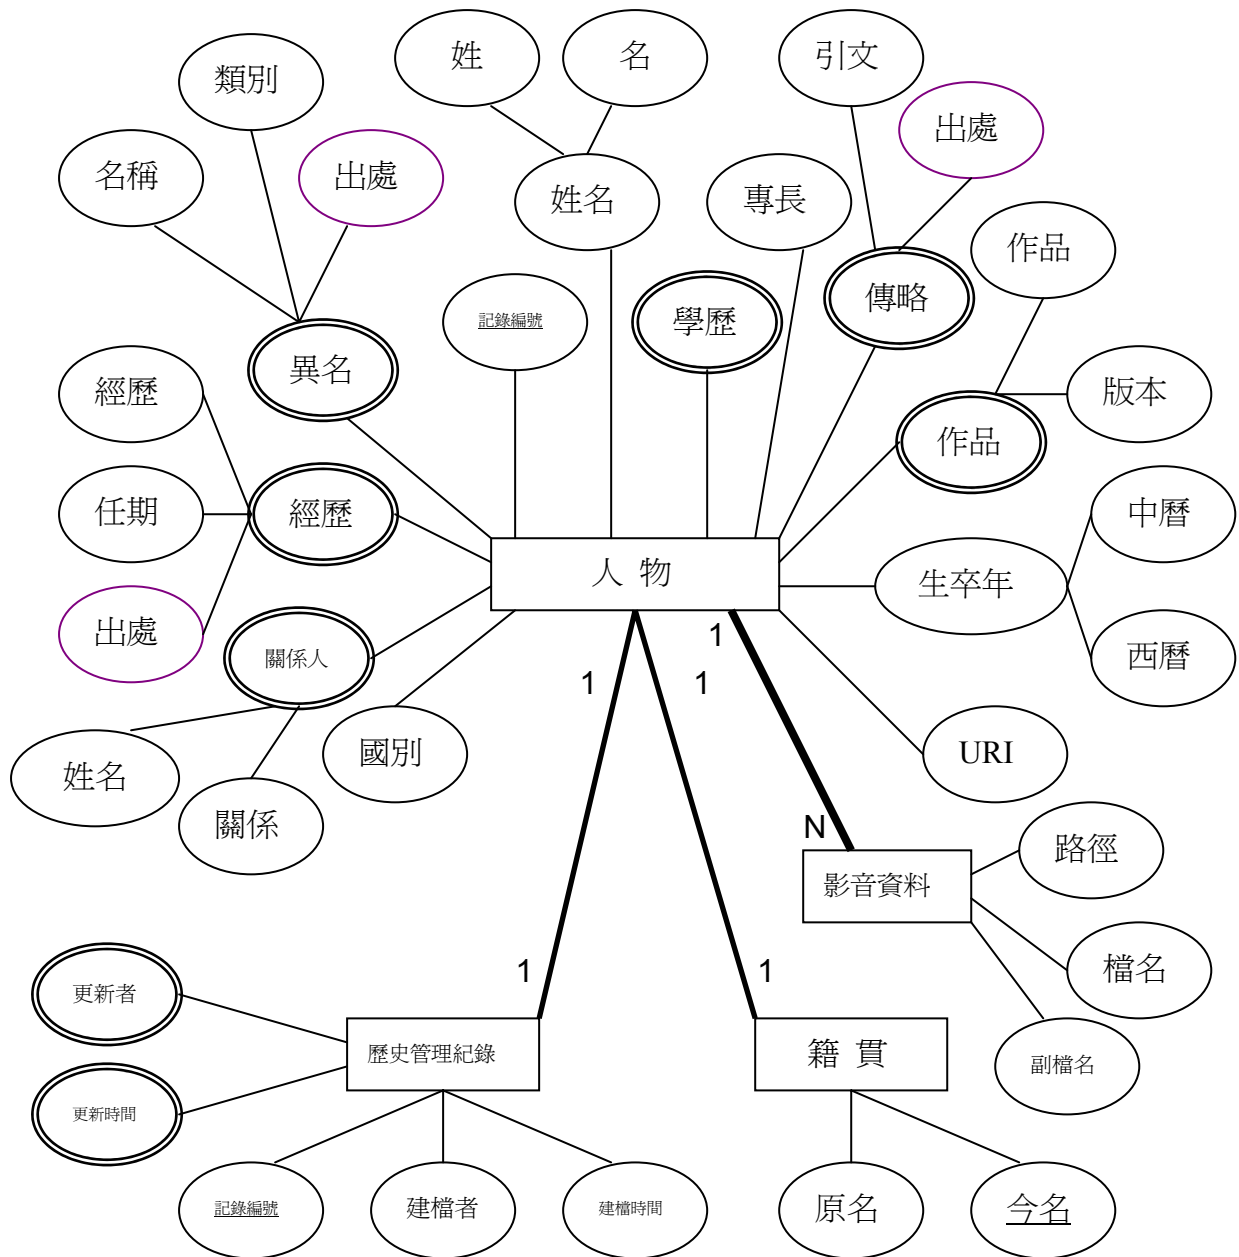 姓
名
引文
類別
出處
名稱
出處
姓名
專長
作品
傳略
記錄編號
學歷
異名
經歷
版本
作品
經歷
任期
中曆
人 物
生卒年
出處
關係人
西曆
1
1
1
國別
URI
姓名
關係
N
路徑
影音資料
檔名
1
1
更新者
歷史管理紀錄
籍 貫
副檔名
更新時間
記錄編號
建檔者
建檔時間
原名
今名